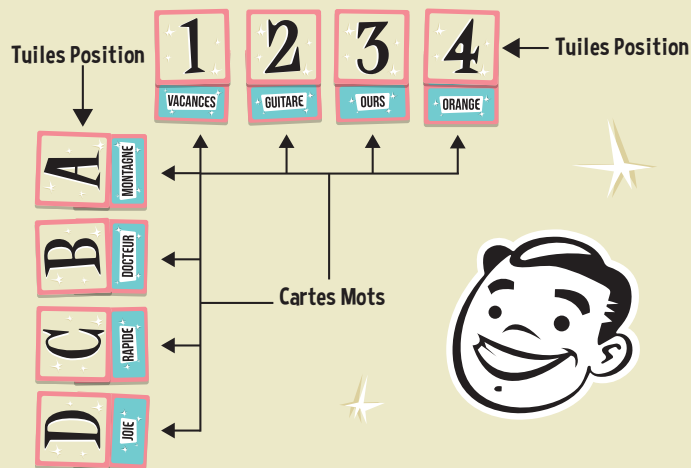 1 2 3 4
Tuiles Position
Tuiles Position
VACANCES
GUITARE
OURS
ORANGE
A
MONTAGNE
B
DOCTEUR
C
RAPIDE
D
JOIE
Cartes Mots